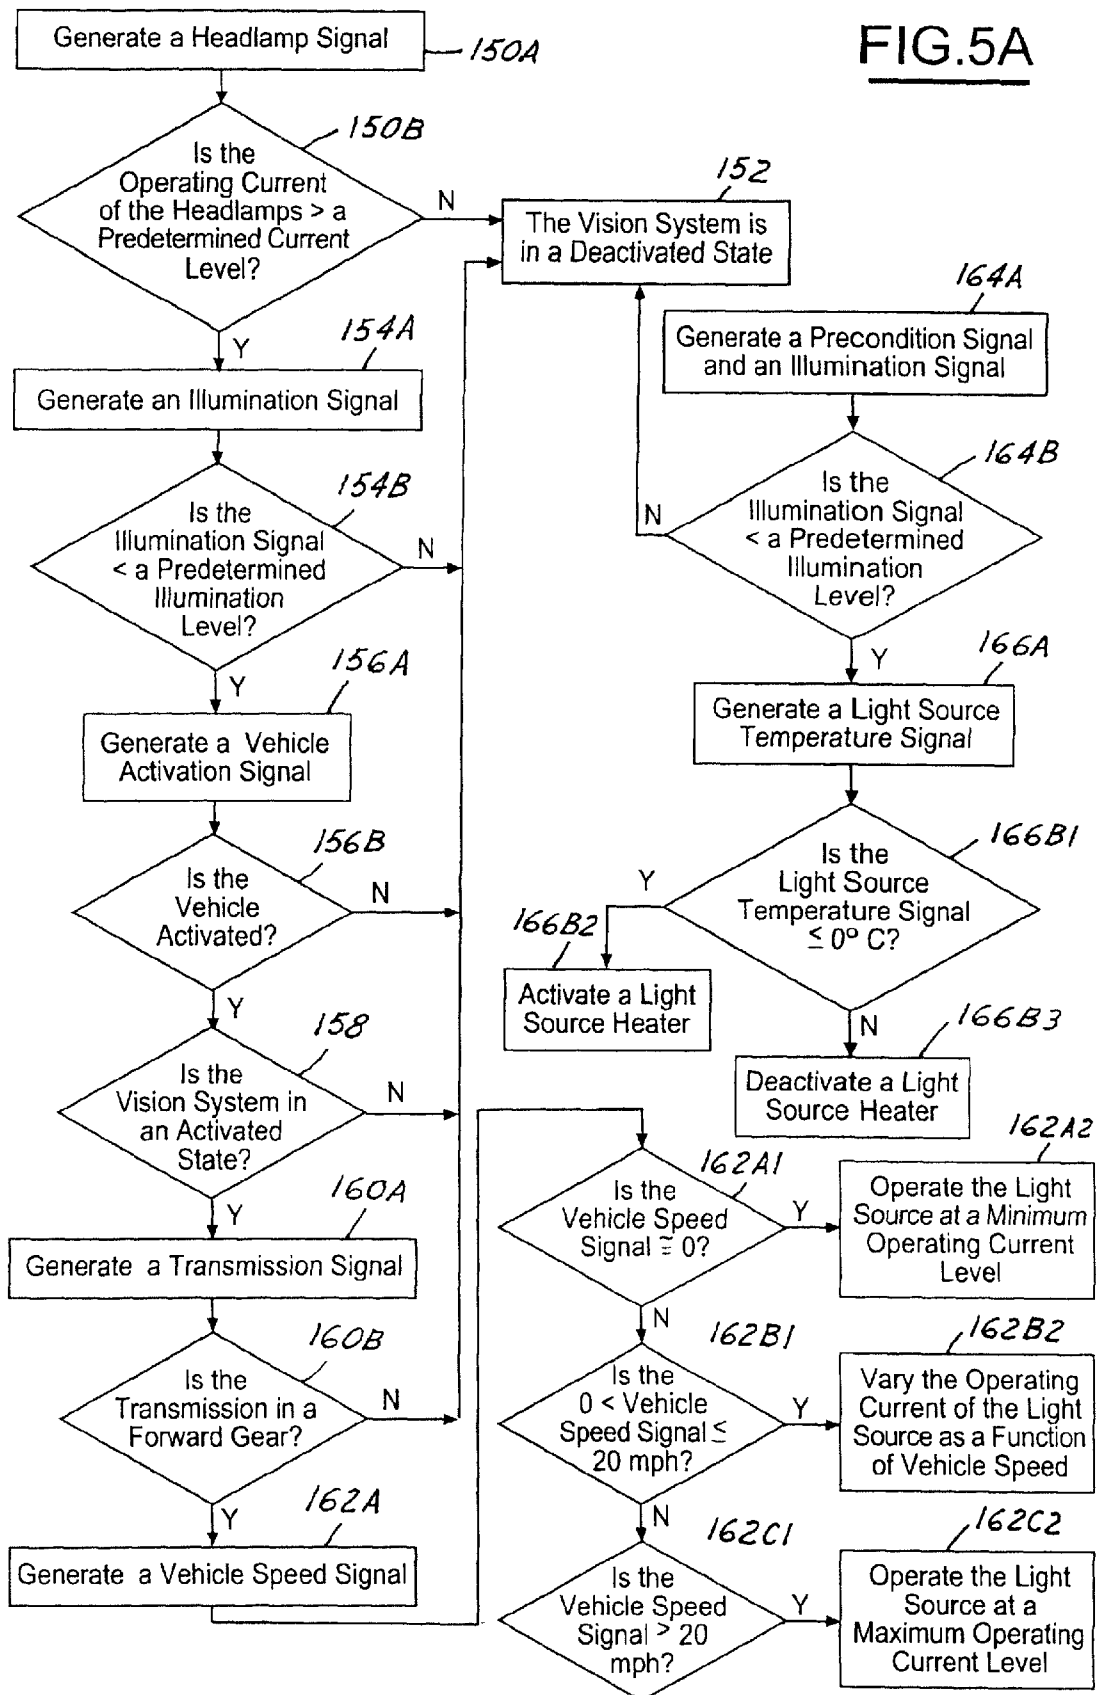 FIG.5A
Generate a Headlamp Signal
150A
150B
Is the
Operating Current
of the Headlamps > a
Predetermined Current
Level?
N
Y
152
The Vision System is
in a Deactivated State
154A
Generate an Illumination Signal
154B
Is the
Illumination Signal
< a Predetermined
Illumination
Level?
N
Y
156A
Generate a Vehicle
Activation Signal
156B
Is the
Vehicle
Activated?
N
Y
158
Is the
Vision System in
an Activated
State?
N
Y
160A
Generate a Transmission Signal
160B
Is the
Transmission in a
Forward Gear?
N
Y
162A
Generate a Vehicle Speed Signal
164A
Generate a Precondition Signal
and an Illumination Signal
164B
Is the
Illumination Signal
< a Predetermined
Illumination
Level?
N
Y
166A
Generate a Light Source
Temperature Signal
166B1
Is the
Light Source
Temperature Signal
≤ 0° C?
Y
166B2
Activate a Light
Source Heater
N
166B3
Deactivate a Light
Source Heater
162A1
Is the
Vehicle Speed
Signal ≅ 0?
Y
162A2
Operate the Light
Source at a Minimum
Operating Current
Level
N
162B1
Is the
0 < Vehicle
Speed Signal ≤
20 mph?
Y
162B2
Vary the Operating
Current of the Light
Source as a Function
of Vehicle Speed
N
162C1
Is the
Vehicle Speed
Signal > 20
mph?
Y
162C2
Operate the Light
Source at a
Maximum Operating
Current Level